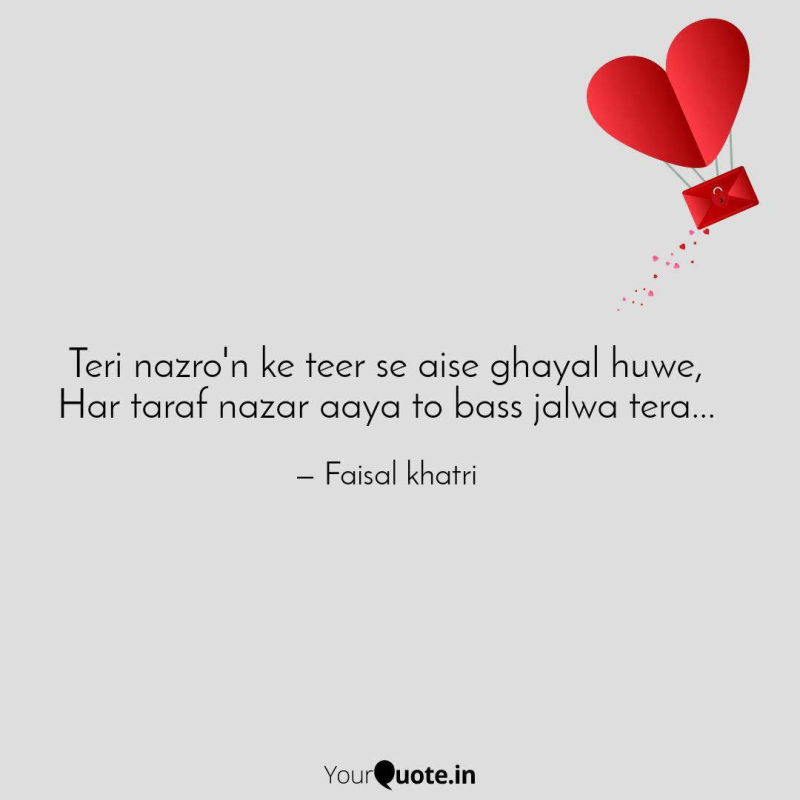 Teri nazro'n ke teer se aise ghayal huwe,
Har taraf nazar aaya to bass jalwa tera...
– Faisal khatri
YourQuote.in